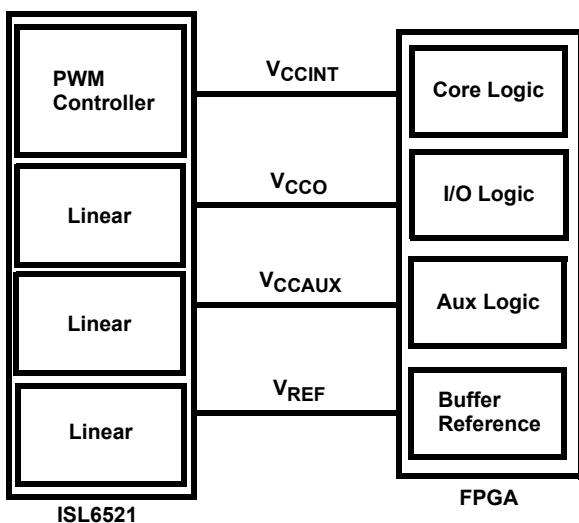 PWM
Controller
Linear
Linear
Linear
ISL6521
VCCINT
VCCO
VCCAUX
VREF
Core Logic
I/O Logic
Aux Logic
Buffer
Reference
FPGA